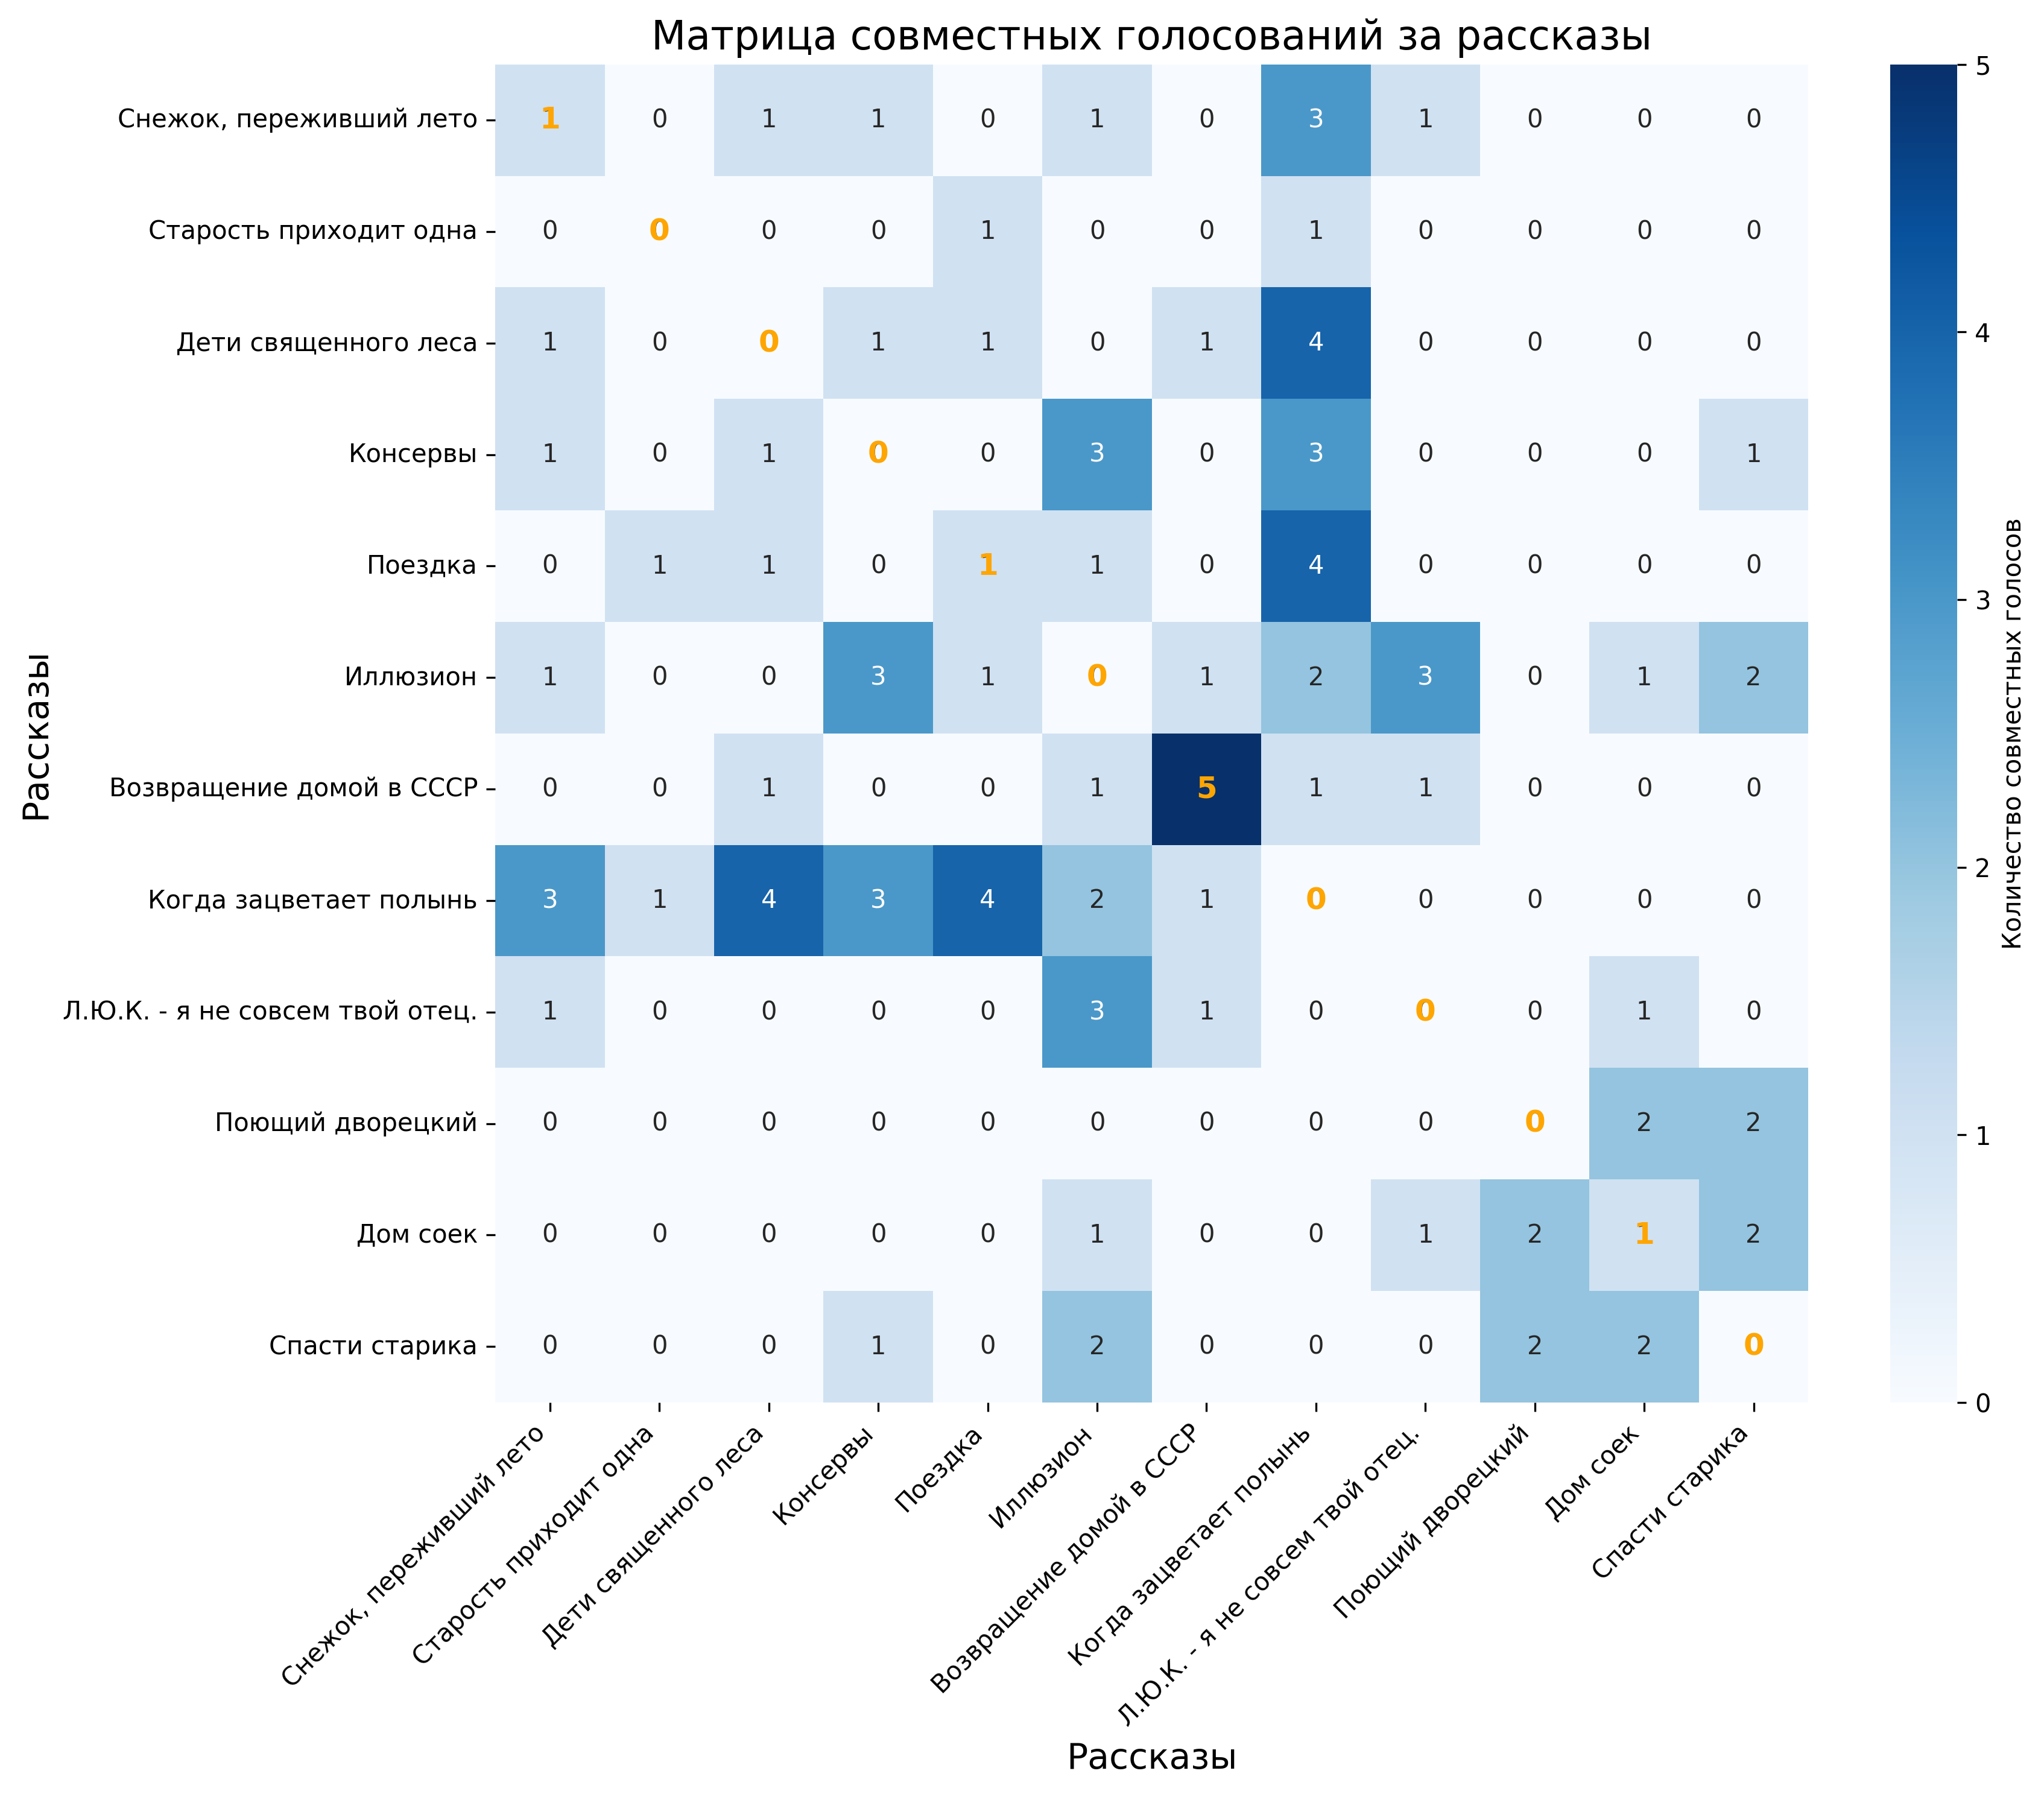 Матрица совместных голосований за рассказы
Снежок, переживший лето 1 0 1 1 0 1 0 3 1 0 0 0
Старость приходит одна 0 0 0 0 1 0 0 1 0 0 0 0
Дети священного леса 1 0 0 1 1 0 1 4 0 0 0 0
Консервы 1 0 1 0 0 3 0 3 0 0 0 1
Поездка 0 1 1 0 1 1 0 4 0 0 0 0
Иллюзион 1 0 0 3 1 0 1 2 3 0 1 2
Возвращение домой в СССР 0 0 1 0 0 1 5 1 1 0 0 0
Когда зацветает полынь 3 1 4 3 4 2 1 0 0 0 0 0
Л.Ю.К. - я не совсем твой отец. 1 0 0 0 0 3 1 0 0 0 1 0
Поющий дворецкий 0 0 0 0 0 0 0 0 0 0 2 2
Дом соек 0 0 0 0 0 1 0 0 1 2 1 2
Спасти старика 0 0 0 1 0 2 0 0 0 2 2 0
Рассказы
Снежок, переживший лето
Старость приходит одна
Дети священного леса
Консервы
Поездка
Иллюзион
Возвращение домой в СССР
Когда зацветает полынь
Л.Ю.К. - я не совсем твой отец.
Поющий дворецкий
Дом соек
Спасти старика
Рассказы
5
4
3
2
1
0
Количество совместных голосов